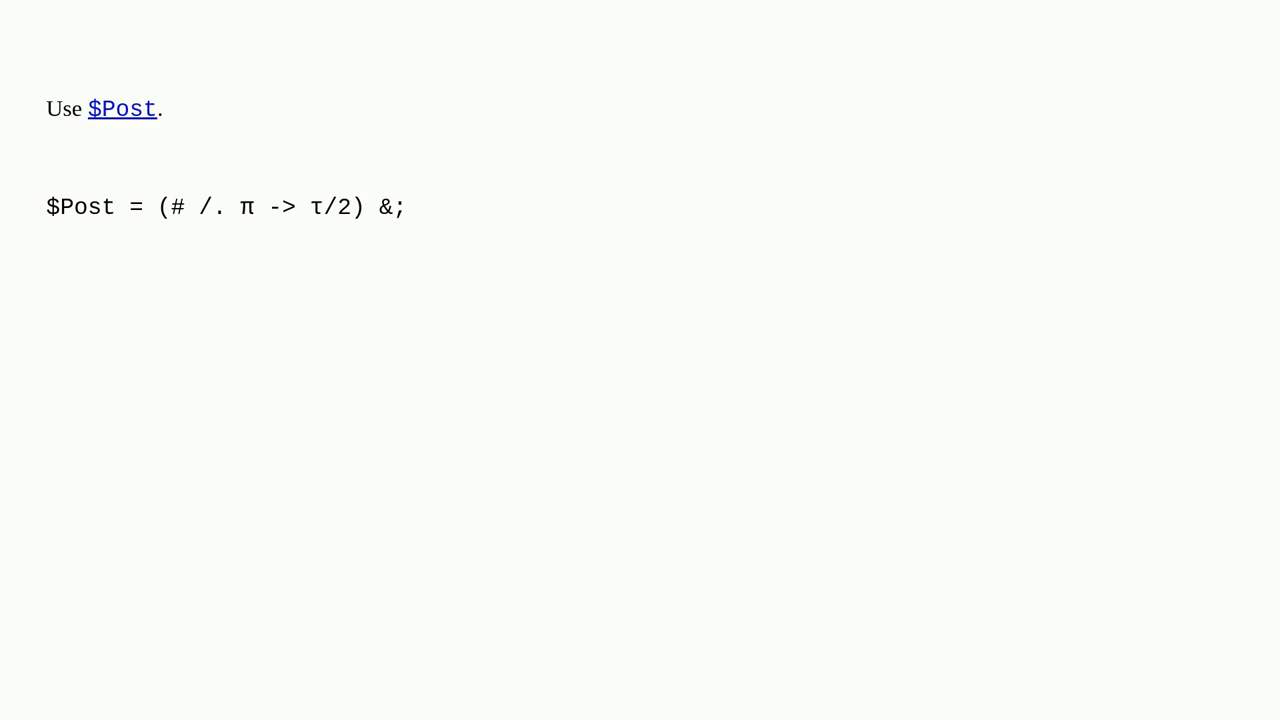 Use $Post.
$Post = (# /. π -> τ/2) &;